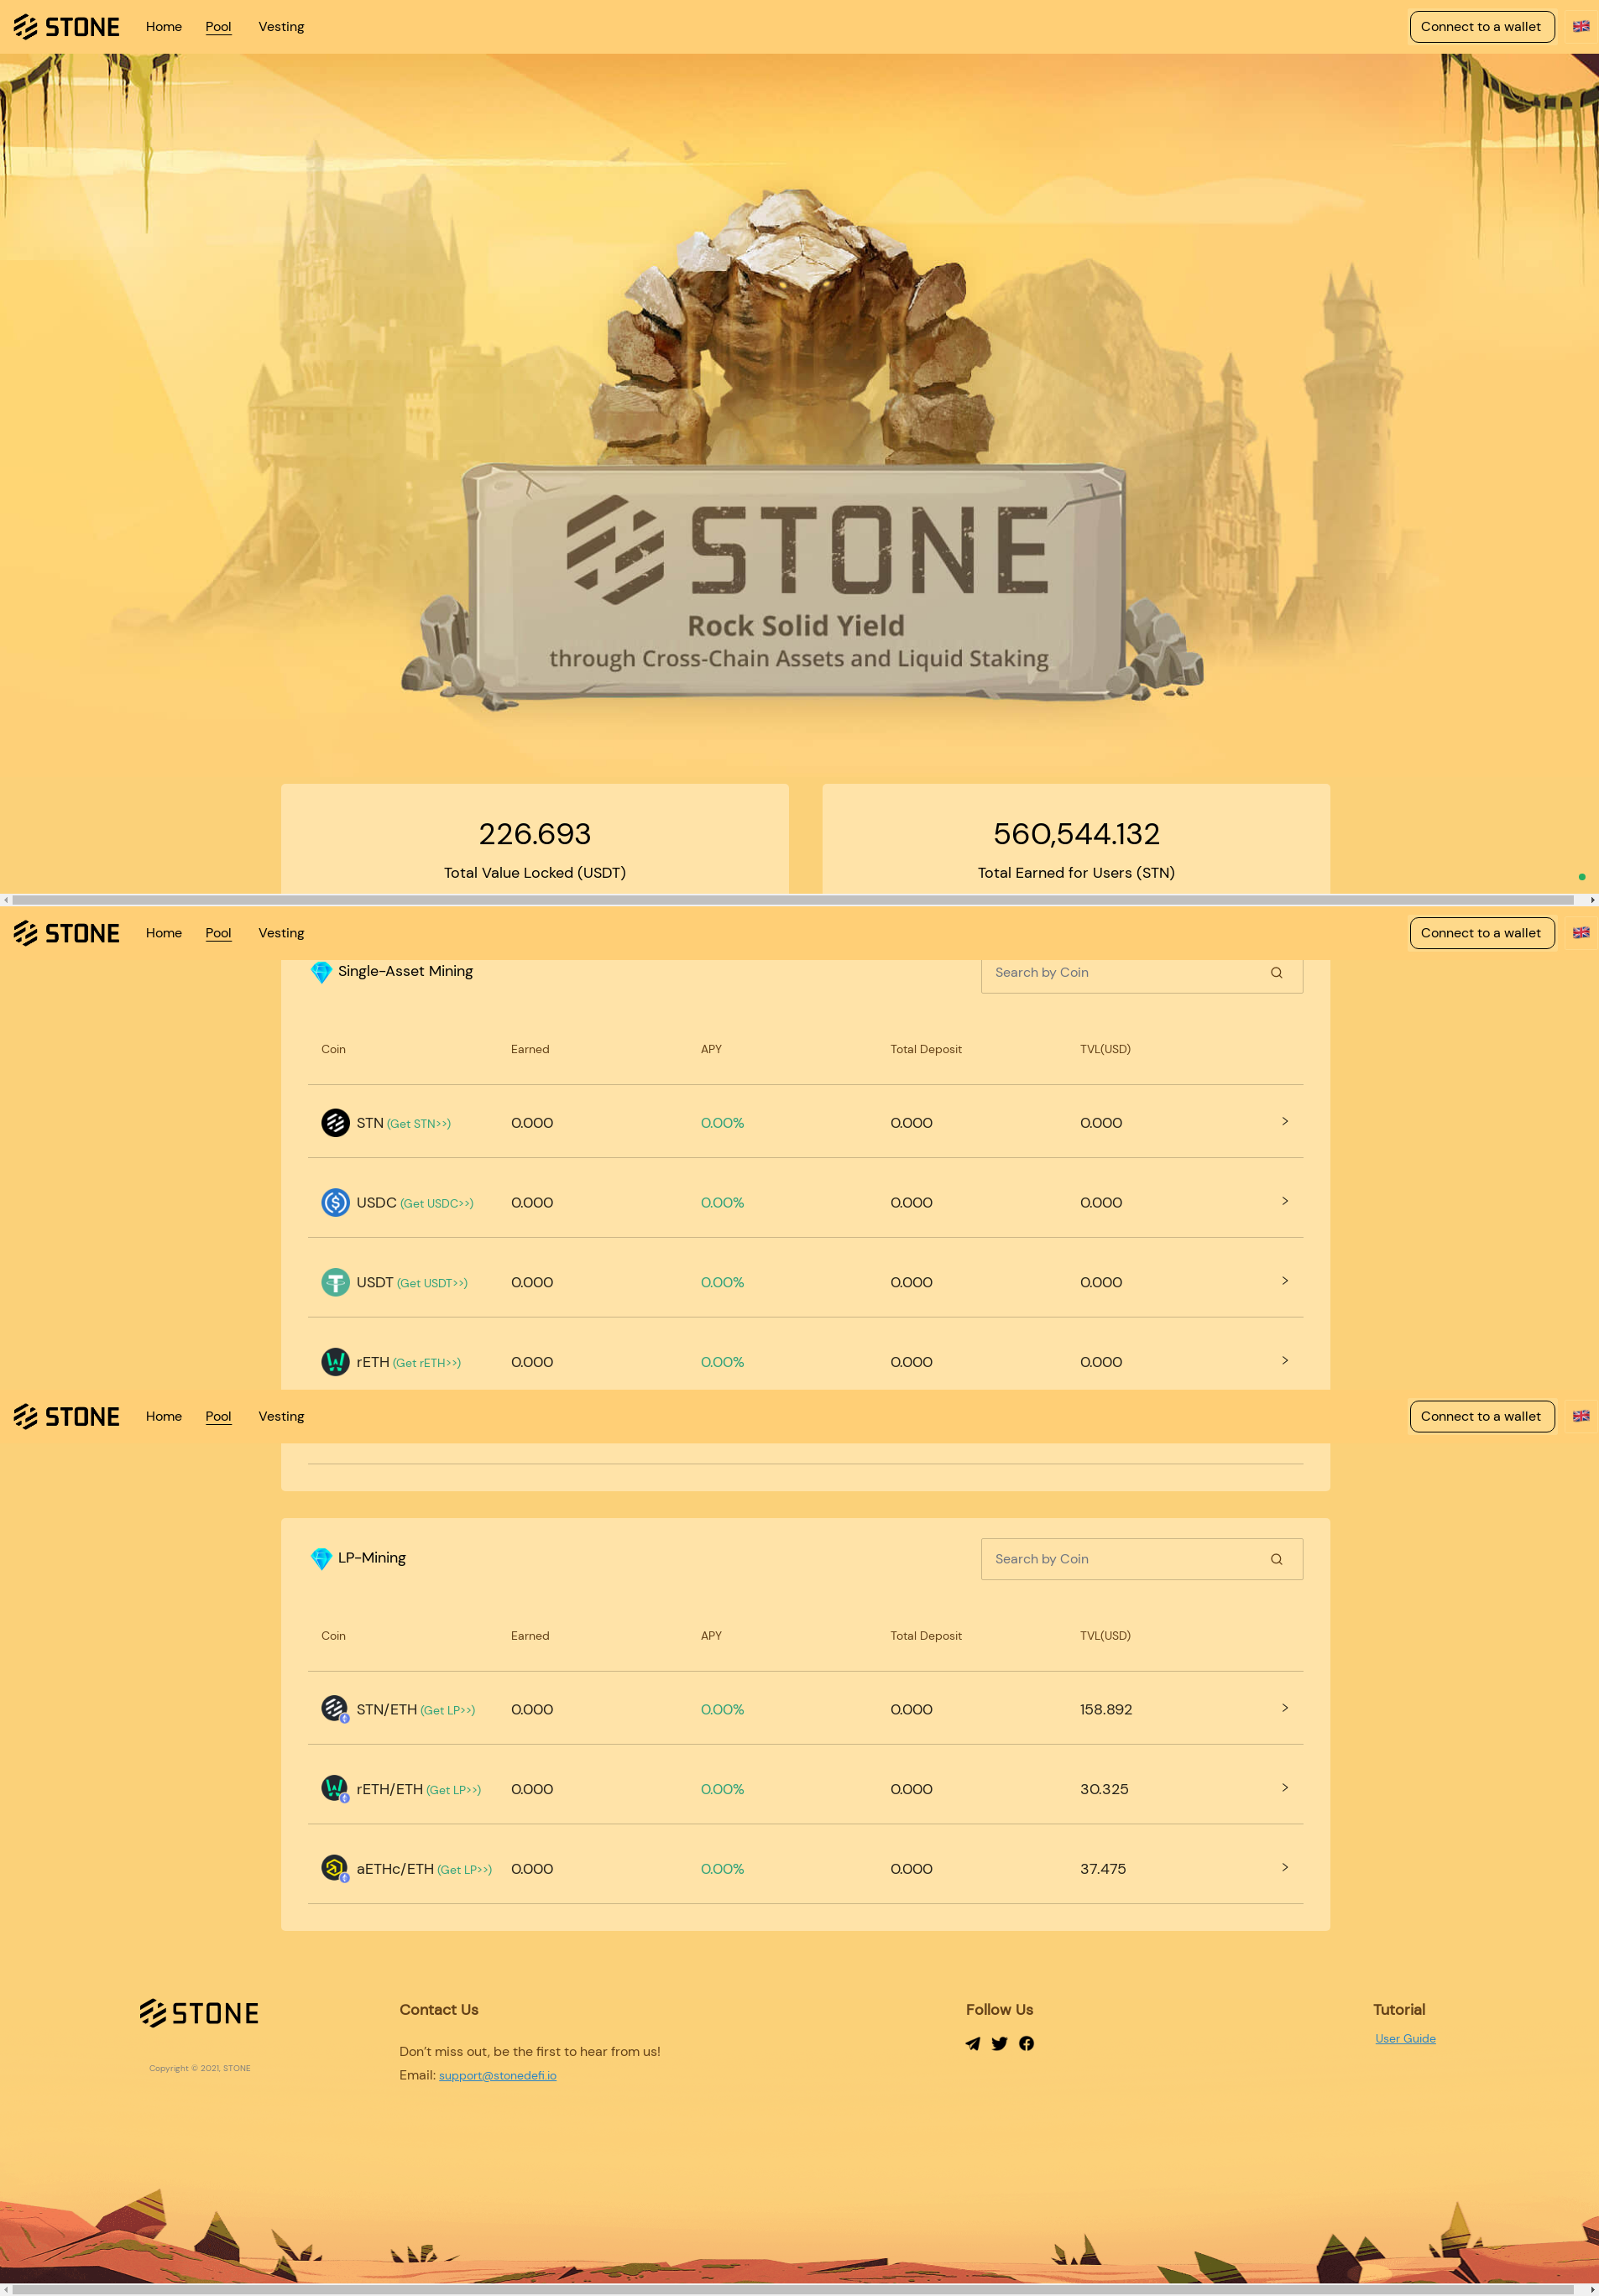 STONE Home Pool Vesting Connect to a wallet
STONE
Rock Solid Yield
through Cross-Chain Assets and Liquid Staking
226.693 560,544.132
Total Value Locked (USDT) Total Earned for Users (STN)
STONE Home Pool Vesting Connect to a wallet
Single-Asset Mining Search by Coin
Coin Earned APY Total Deposit TVL(USD)
STN (Get STN>>) 0.000 0.00% 0.000 0.000 >
USDC (Get USDC>>) 0.000 0.00% 0.000 0.000 >
USDT (Get USDT>>) 0.000 0.00% 0.000 0.000 >
rETH (Get rETH>>) 0.000 0.00% 0.000 0.000 >
STONE Home Pool Vesting Connect to a wallet
LP-Mining Search by Coin
Coin Earned APY Total Deposit TVL(USD)
STN/ETH (Get LP>>) 0.000 0.00% 0.000 158.892 >
rETH/ETH (Get LP>>) 0.000 0.00% 0.000 30.325 >
aETHc/ETH (Get LP>>) 0.000 0.00% 0.000 37.475 >
STONE Contact Us Follow Us Tutorial
User Guide
Don't miss out, be the first to hear from us!
Copyright © 2021, STONE
Email: support@stonedefi.io